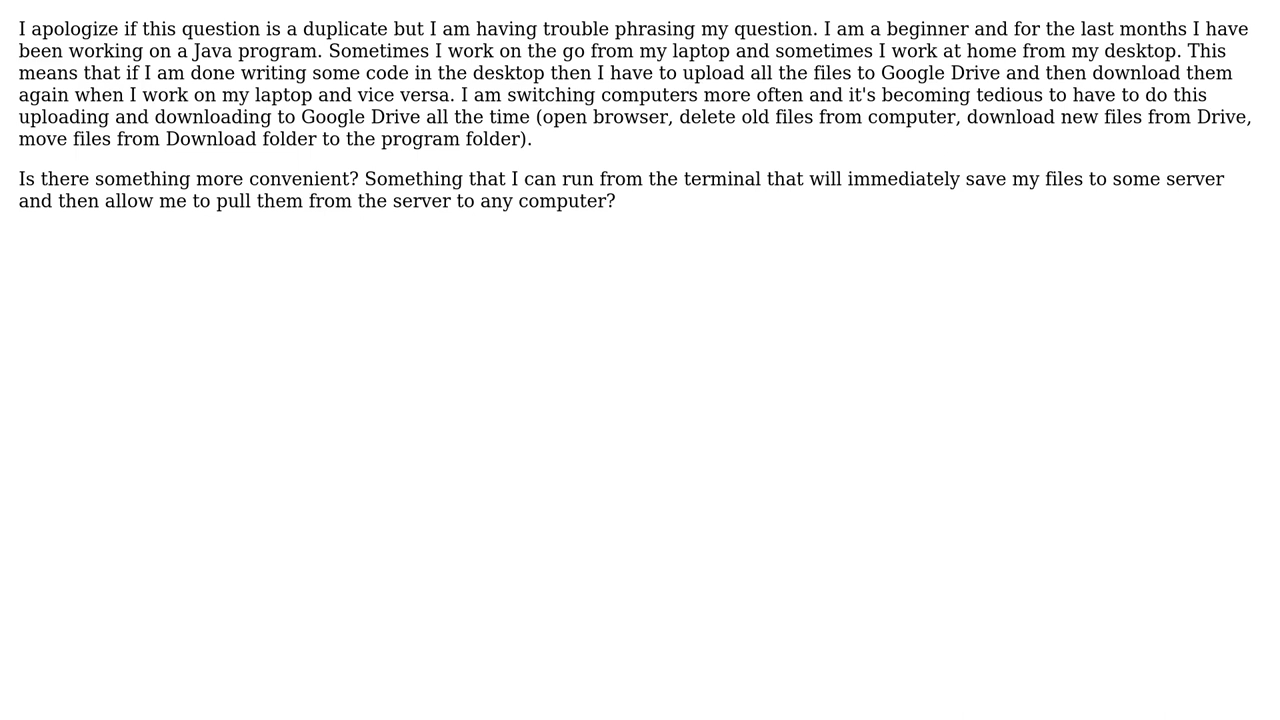 I apologize if this question is a duplicate but I am having trouble phrasing my question. I am a beginner and for the last months I have
been working on a Java program. Sometimes I work on the go from my laptop and sometimes I work at home from my desktop. This
means that if I am done writing some code in the desktop then I have to upload all the files to Google Drive and then download them
again when I work on my laptop and vice versa. I am switching computers more often and it's becoming tedious to have to do this
uploading and downloading to Google Drive all the time (open browser, delete old files from computer, download new files from Drive,
move files from Download folder to the program folder).
Is there something more convenient? Something that I can run from the terminal that will immediately save my files to some server
and then allow me to pull them from the server to any computer?